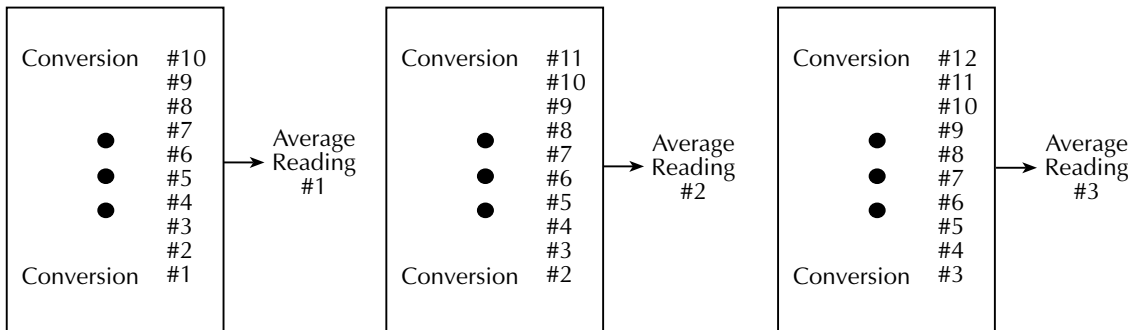 Conversion #10
#9
#8
#7
#6
#5
#4
#3
#2
Conversion #1
Average
Reading
#1
Conversion #11
#10
#9
#8
#7
#6
#5
#4
#3
Conversion #2
Average
Reading
#2
Conversion #12
#11
#10
#9
#8
#7
#6
#5
#4
Conversion #3
Average
Reading
#3